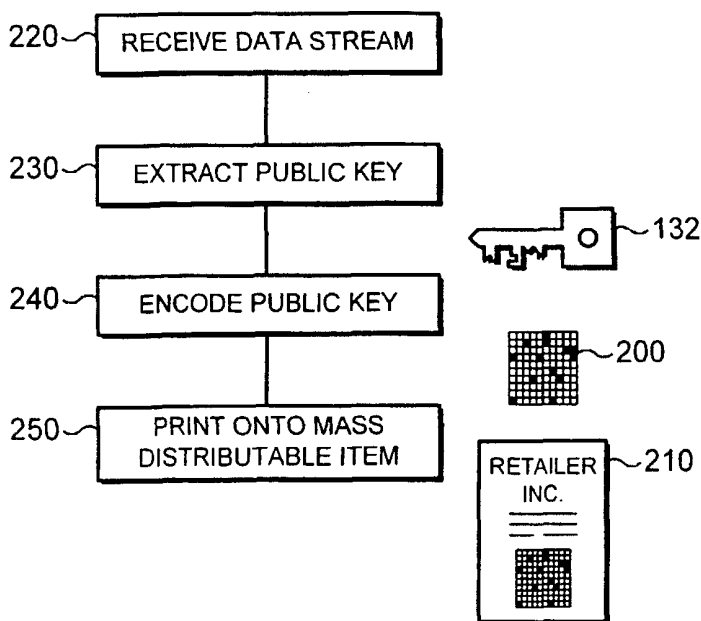 220 RECEIVE DATA STREAM
230 EXTRACT PUBLIC KEY
132
240 ENCODE PUBLIC KEY
200
250 PRINT ONTO MASS
DISTRIBUTABLE ITEM
210
RETAILER
INC.